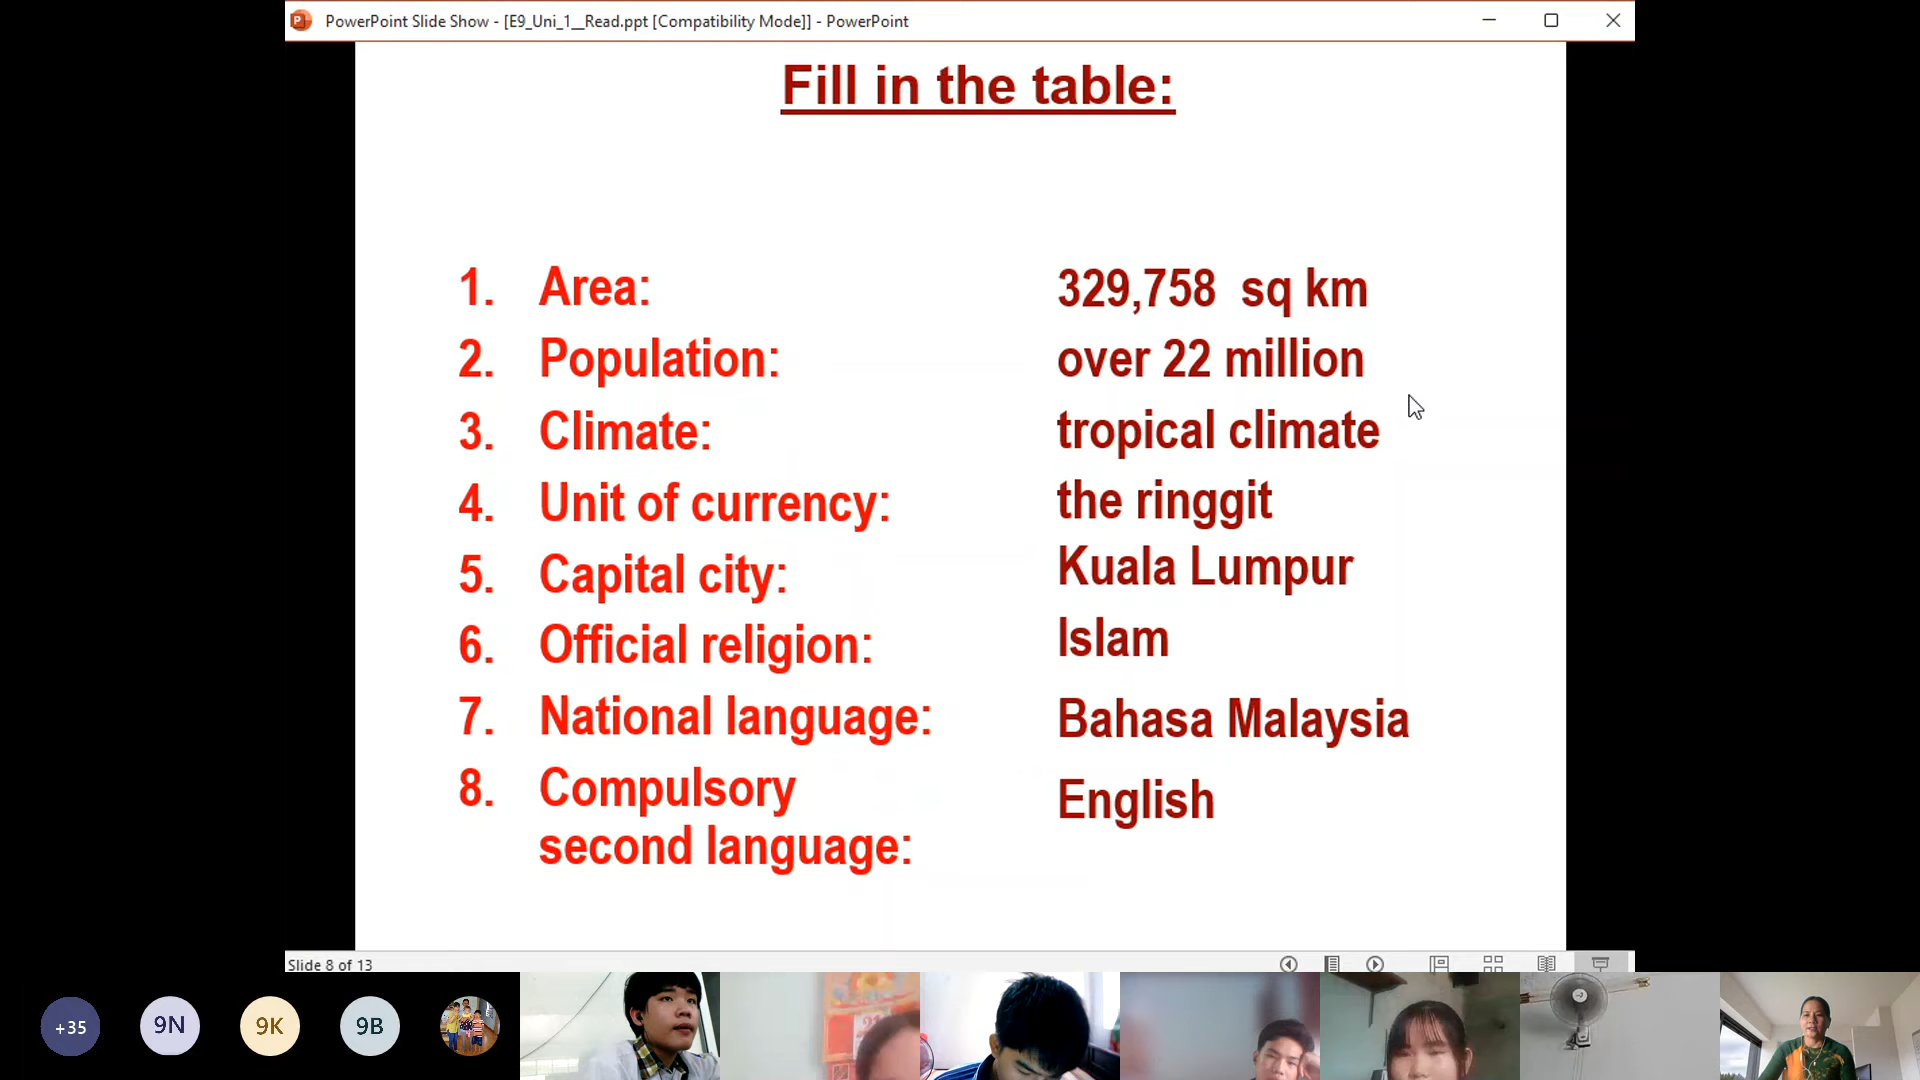 PowerPoint Slide Show - [E9_Uni_1__Read.ppt [Compatibility Mode]] - PowerPoint
Fill in the table:
1. Area: 329,758 sq km
2. Population: over 22 million
3. Climate: tropical climate
4. Unit of currency: the ringgit
5. Capital city: Kuala Lumpur
6. Official religion: Islam
7. National language: Bahasa Malaysia
8. Compulsory English
second language:
Slide 8 of 13
+35 9N 9K 9B